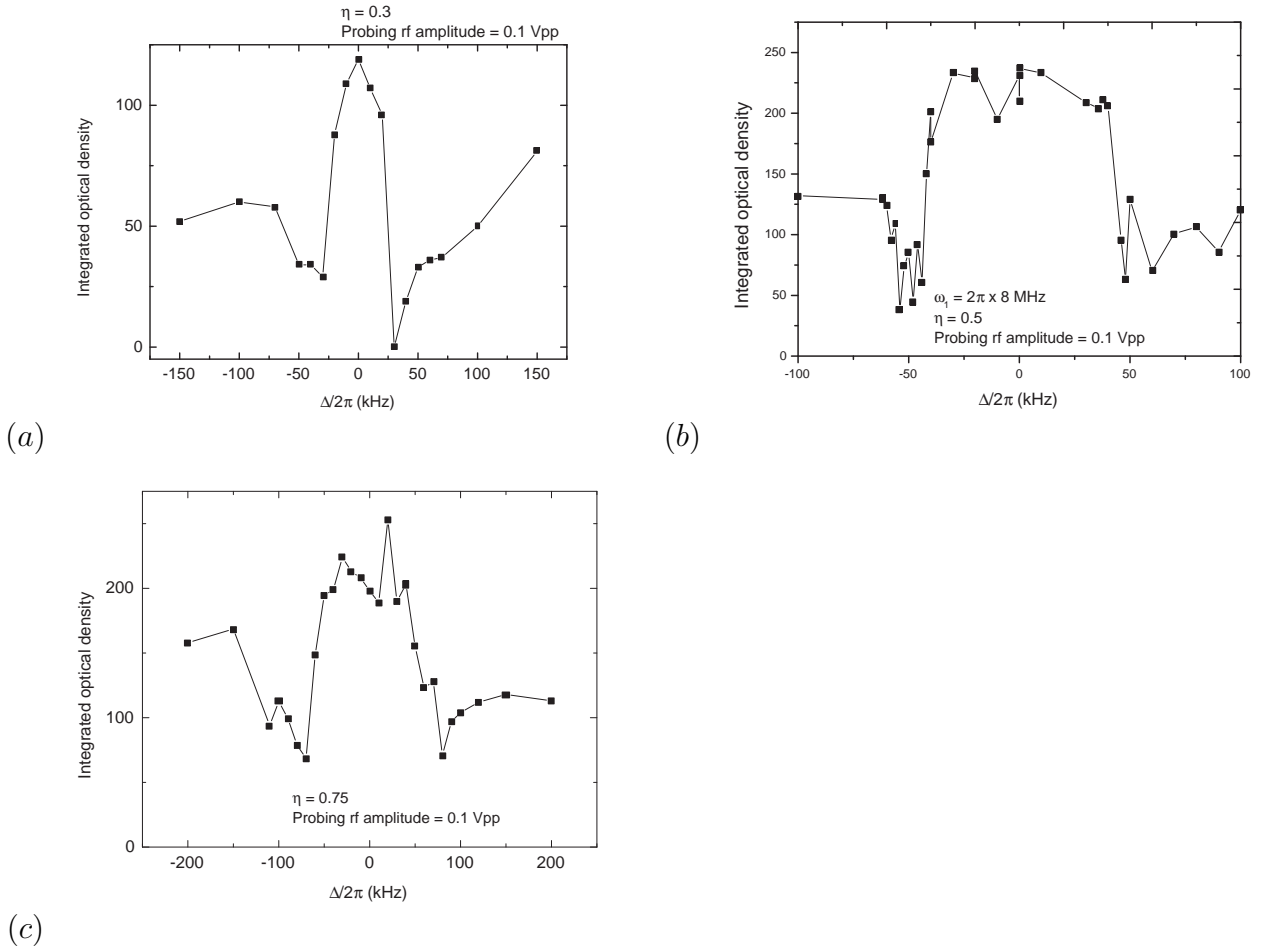 η = 0.3
Probing rf amplitude = 0.1 Vpp
Integrated optical density
100
50
0
-150 -100 -50 0 50 100 150
Δ/2π (kHz)
(a)
Integrated optical density
250
200
150
100
50
0
ω₁ = 2π x 8 MHz
η = 0.5
Probing rf amplitude = 0.1 Vpp
-100 -50 0 50 100
Δ/2π (kHz)
(b)
Integrated optical density
200
100
0
η = 0.75
Probing rf amplitude = 0.1 Vpp
-200 -100 0 100 200
Δ/2π (kHz)
(c)